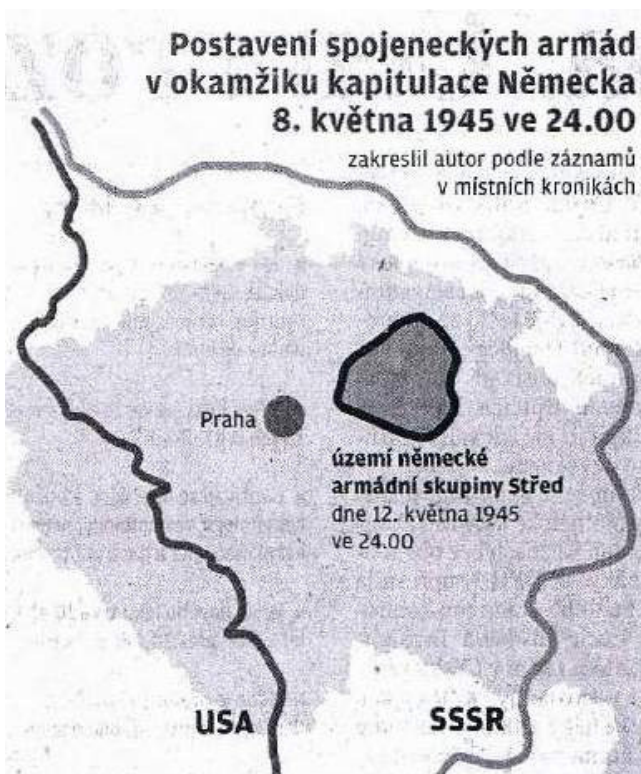 Postavení spojeneckých armád
v okamžiku kapitulace Německa
8. května 1945 ve 24.00
zakreslil autor podle záznamů
v místních kronikách
Praha
území německé
armádní skupiny Střed
dne 12. května 1945
ve 24.00
USA
SSSR